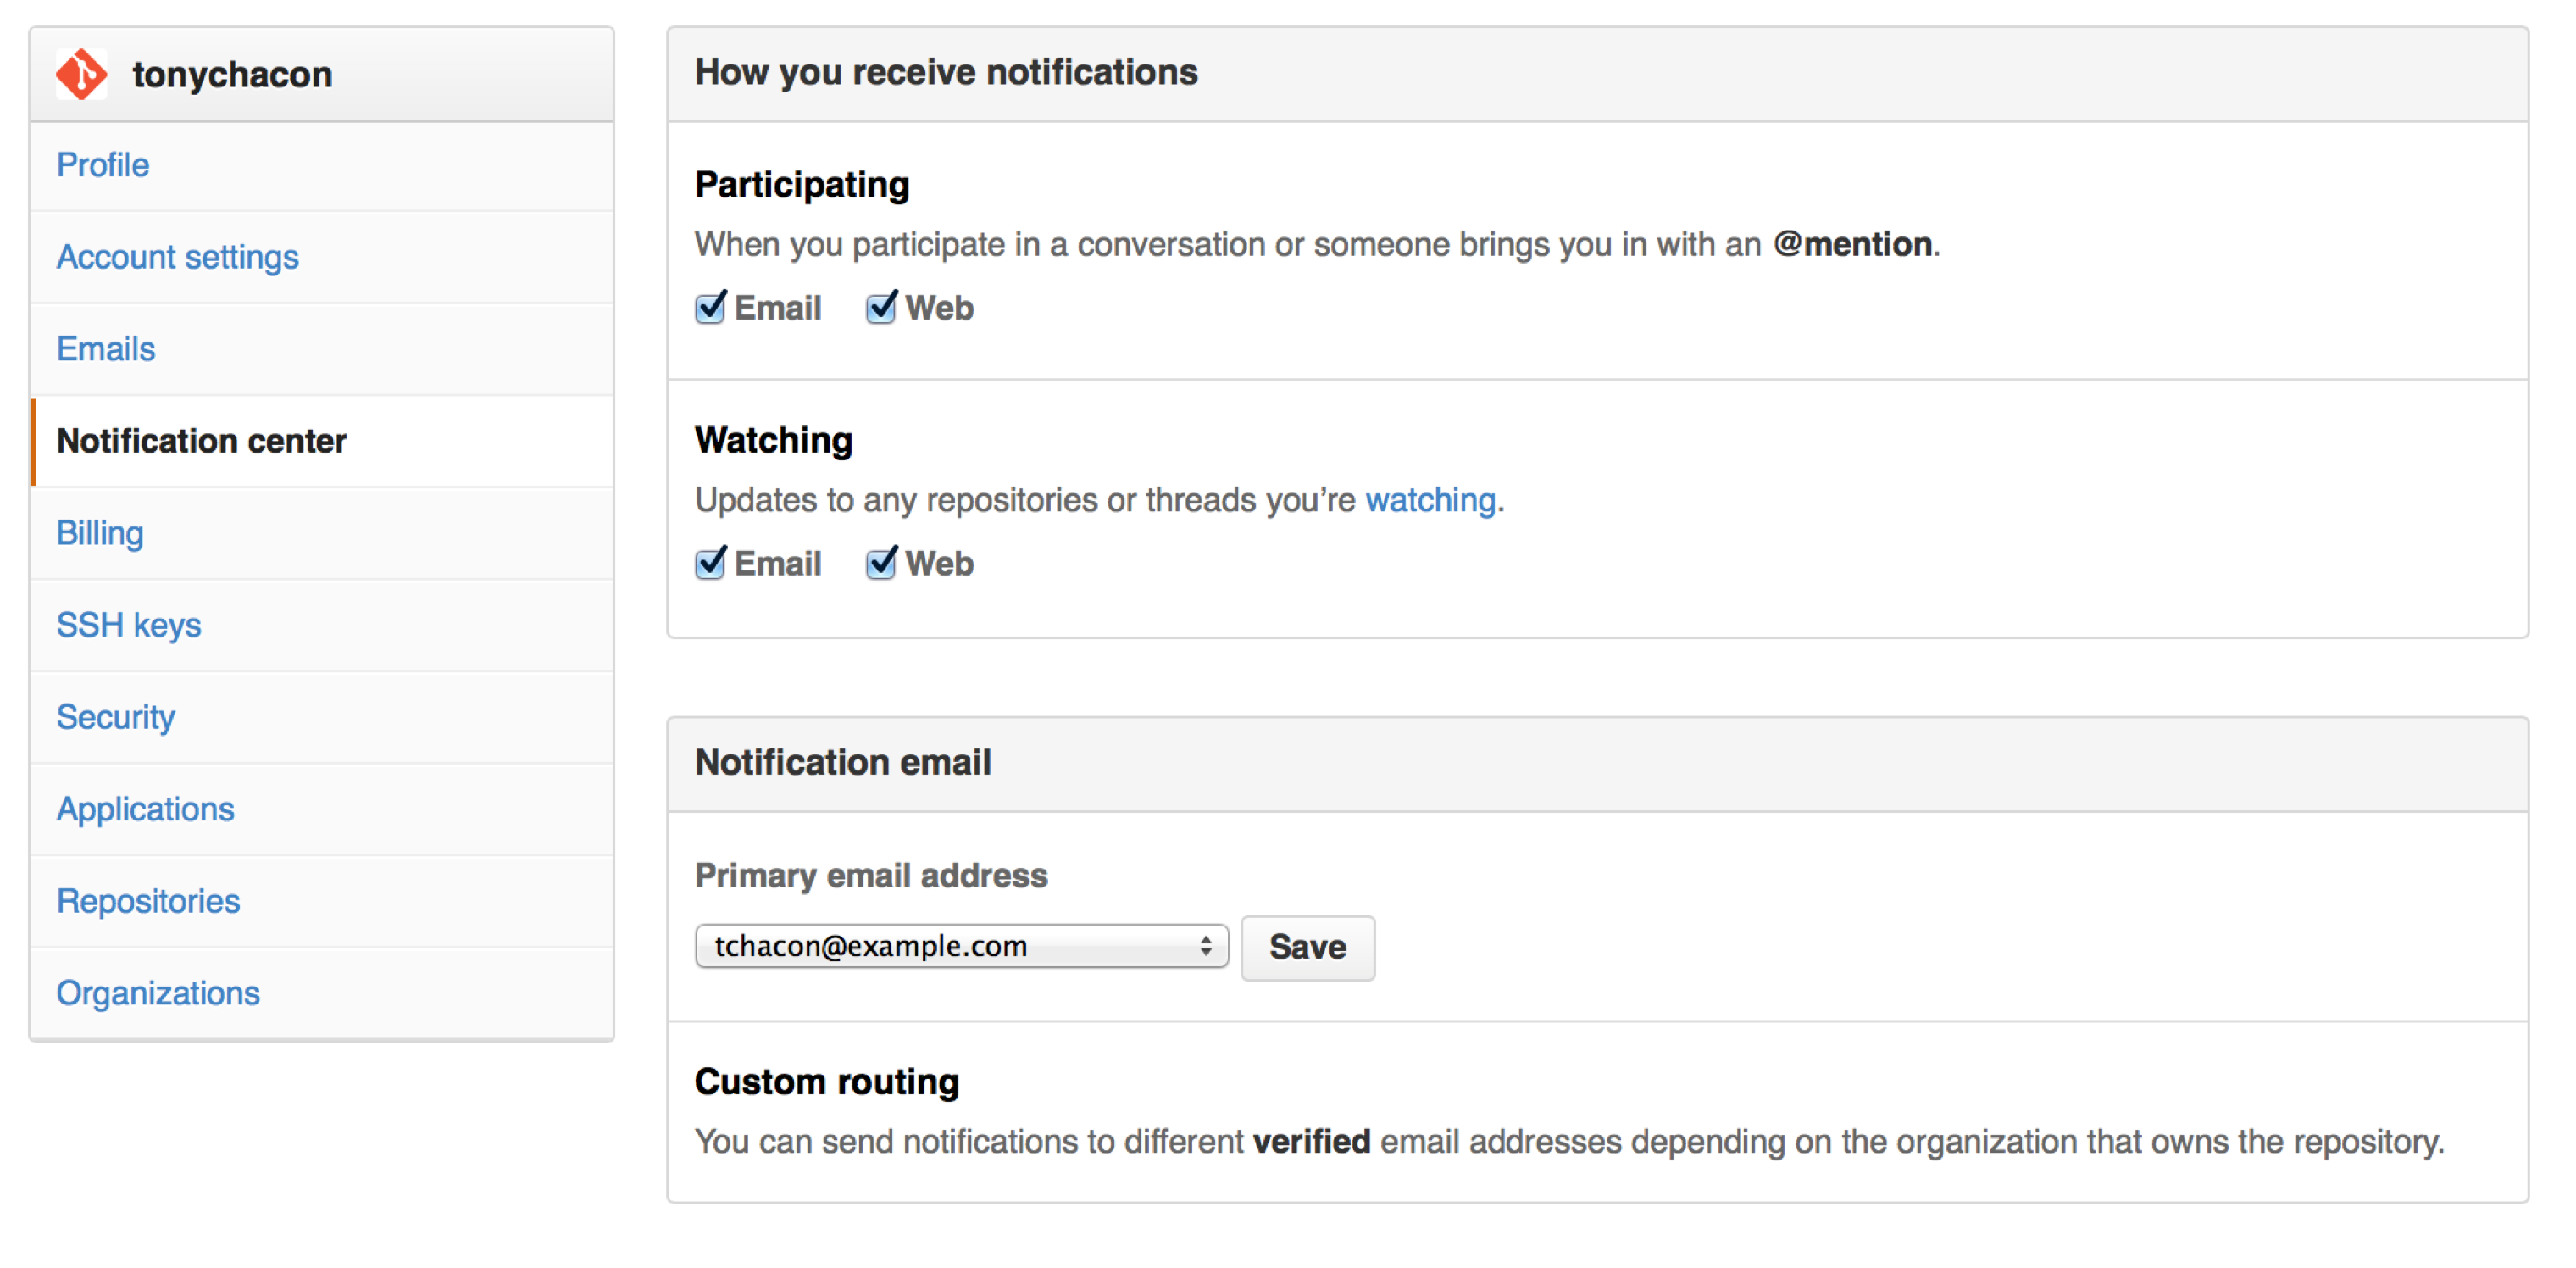 tonychacon
Profile
Account settings
Emails
Notification center
Billing
SSH keys
Security
Applications
Repositories
Organizations
How you receive notifications
Participating
When you participate in a conversation or someone brings you in with an @mention.
Email Web
Watching
Updates to any repositories or threads you’re watching.
Email Web
Notification email
Primary email address
tchacon@example.com Save
Custom routing
You can send notifications to different verified email addresses depending on the organization that owns the repository.